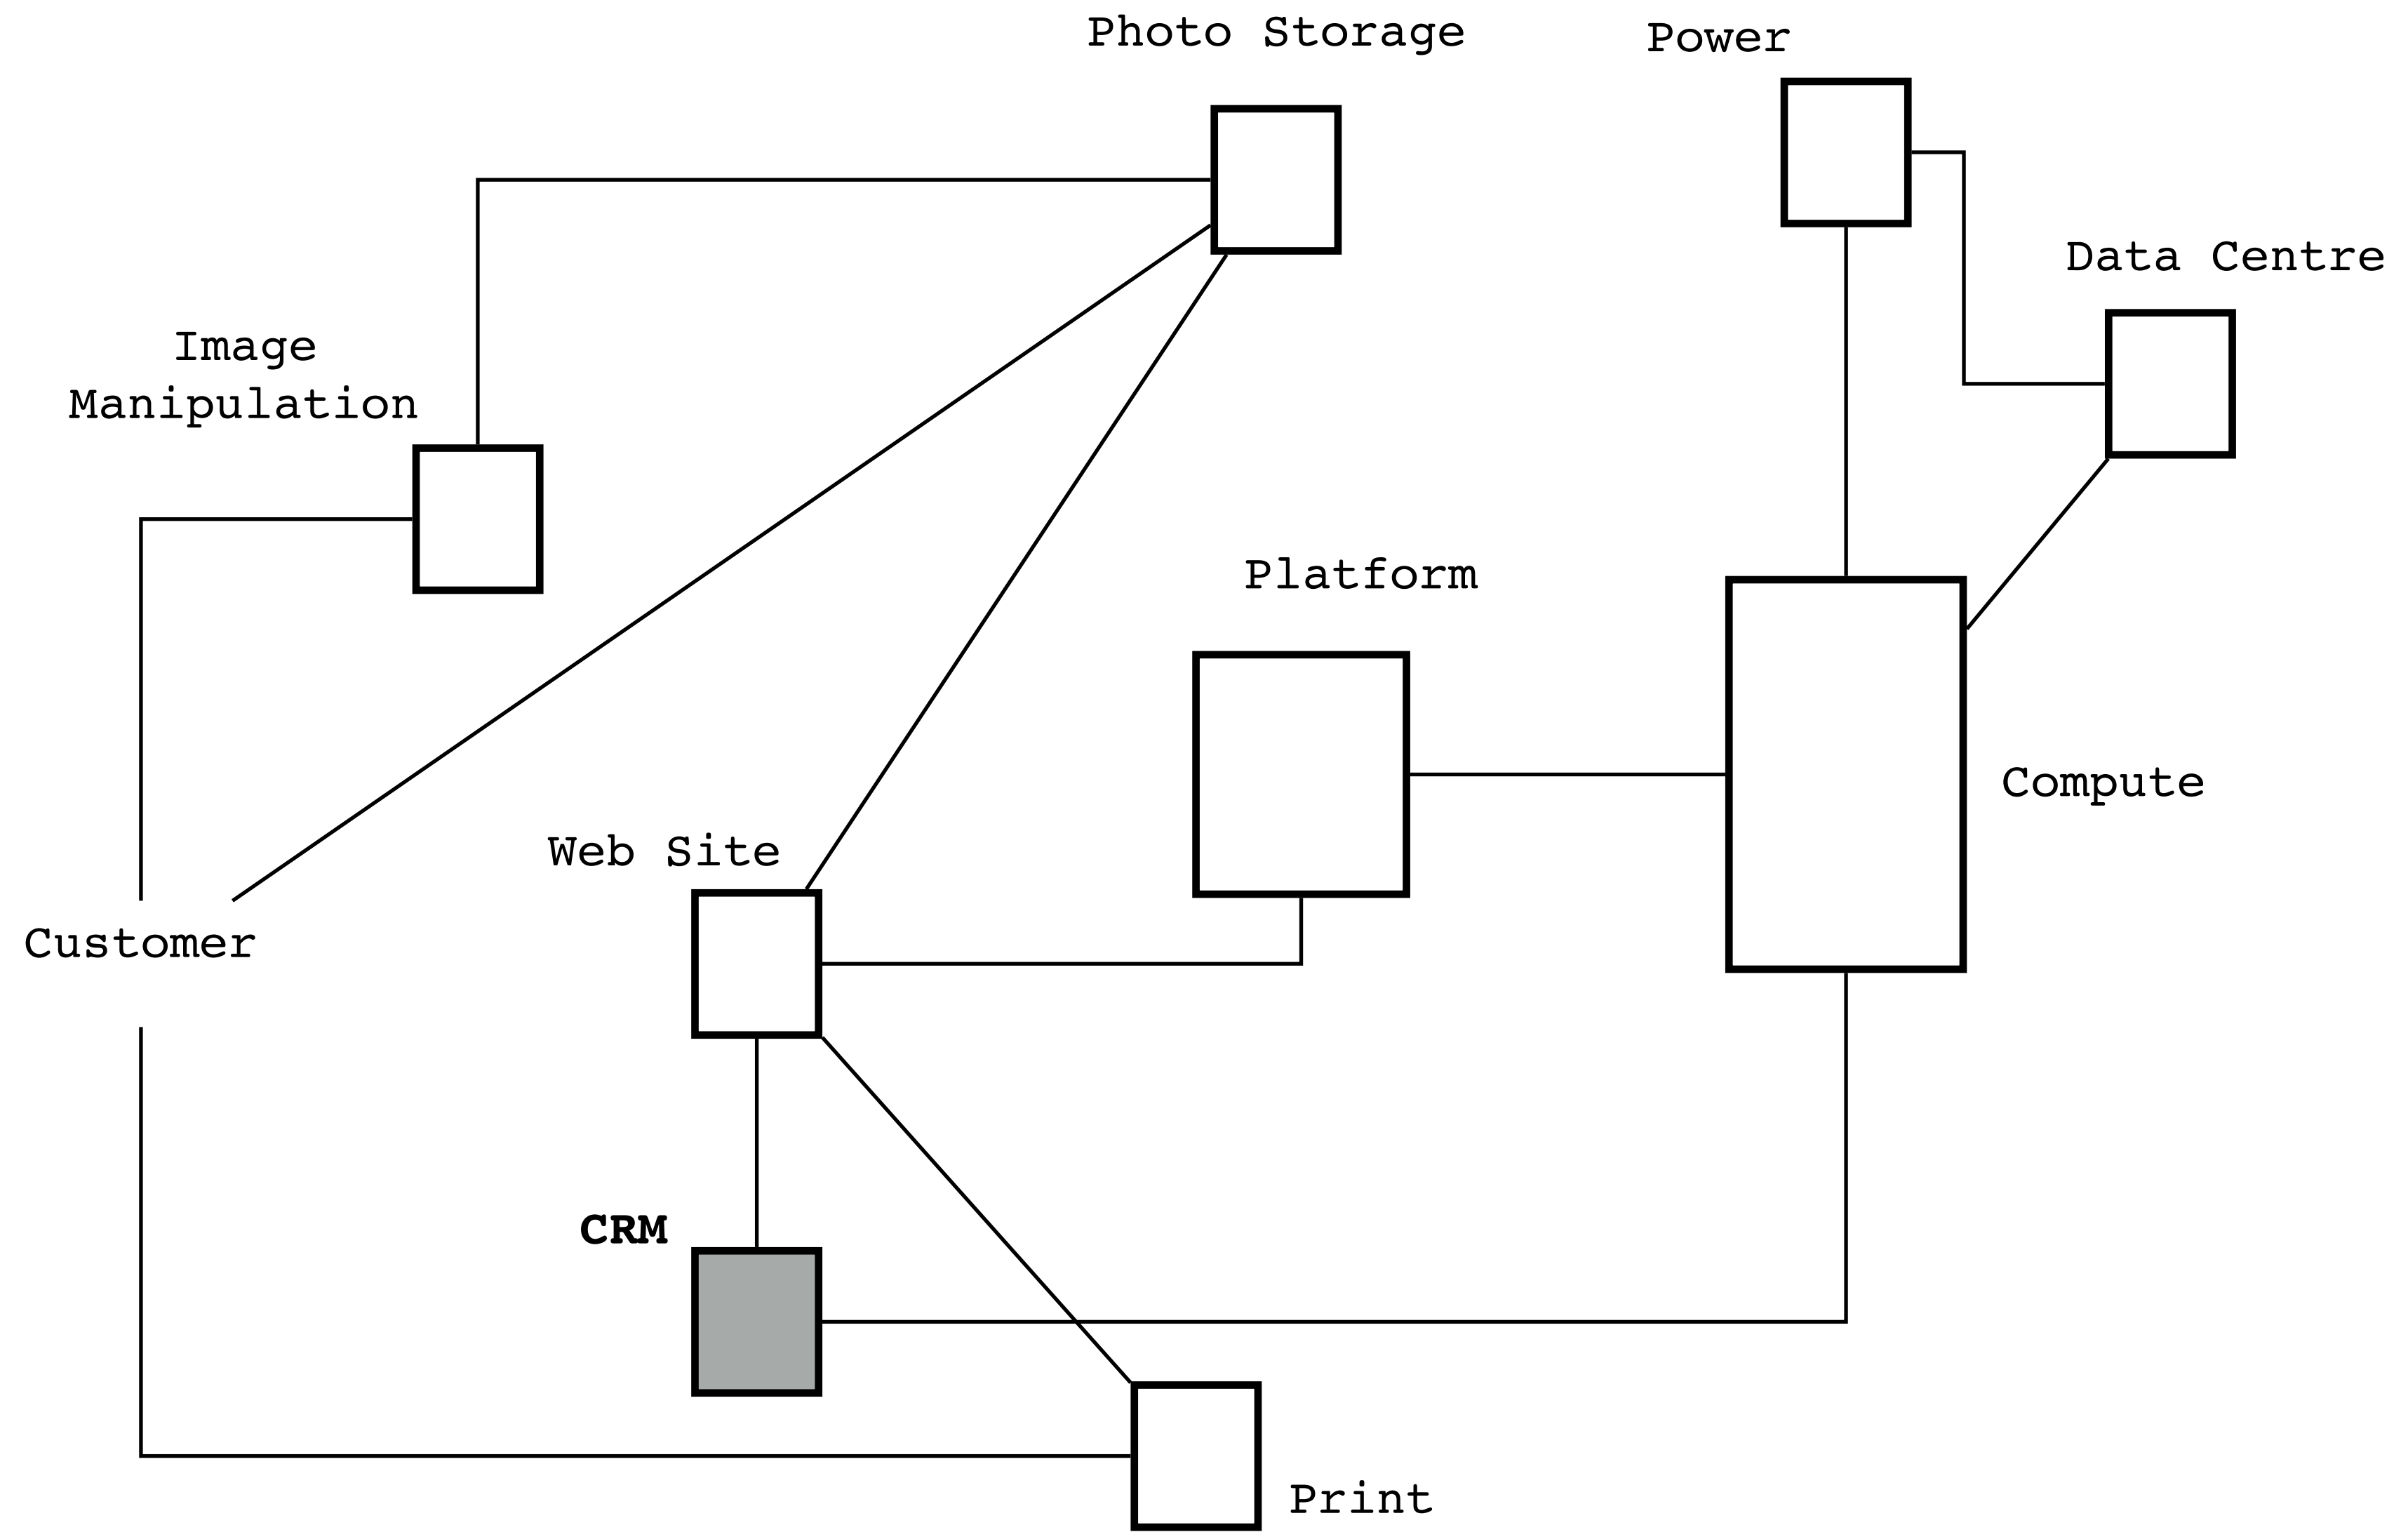 Photo Storage
Power
Data Centre
Image
Manipulation
Platform
Compute
Web Site
Customer
CRM
Print